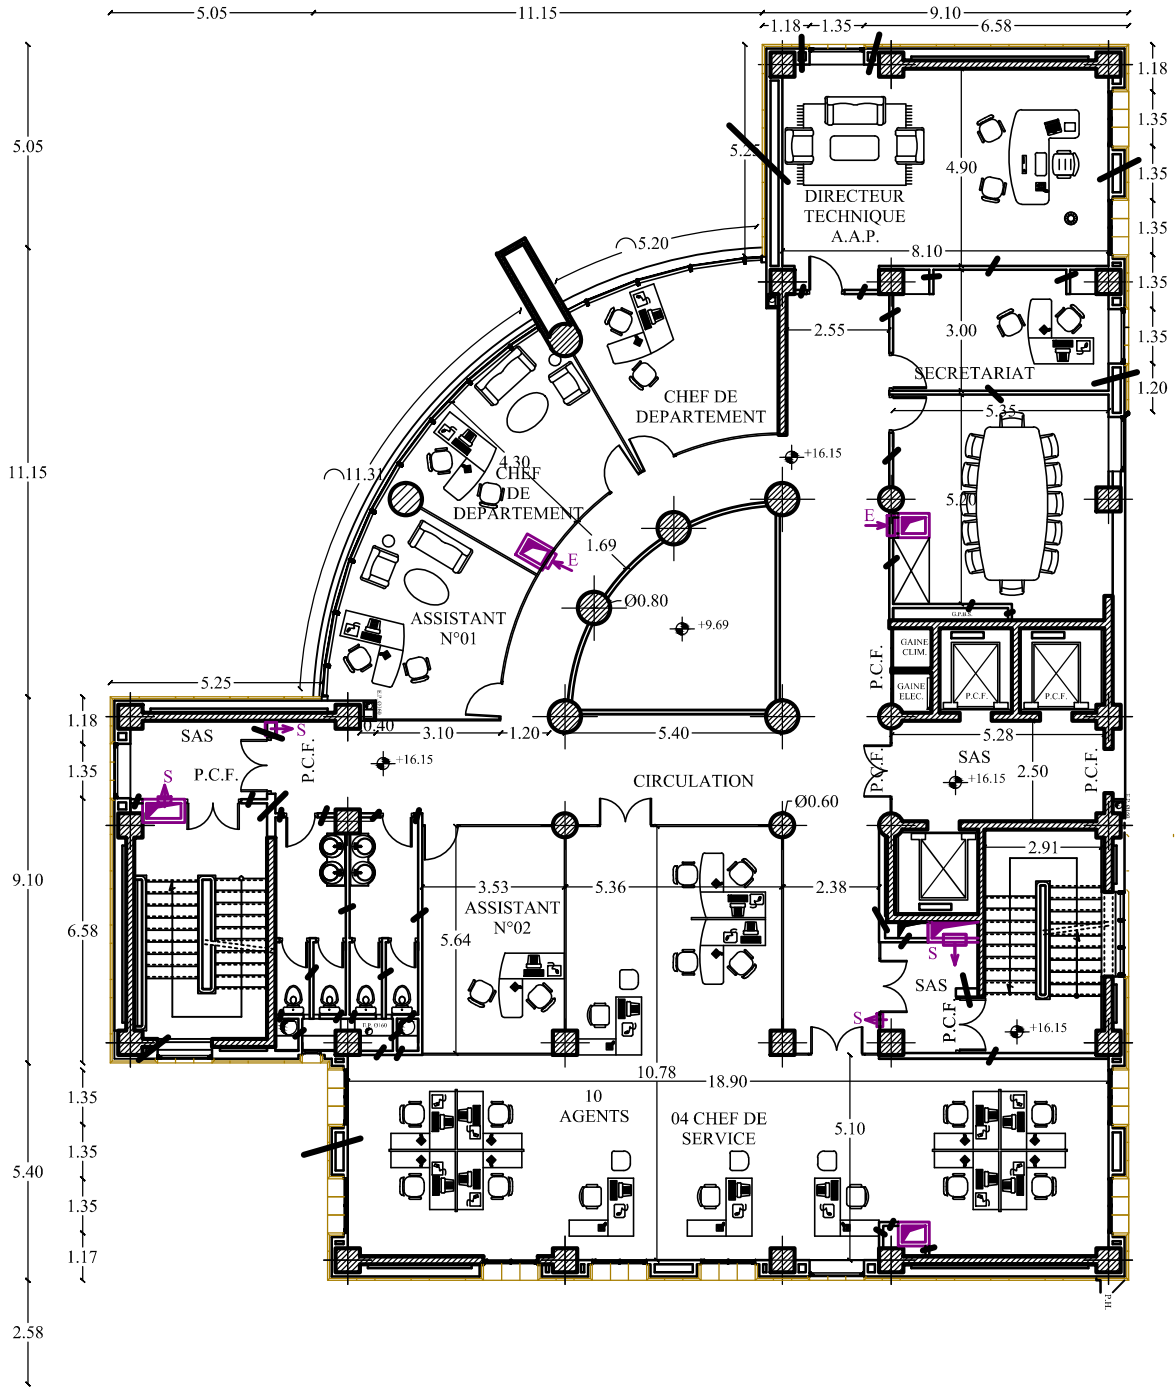 5.05
11.15
9.10
1.18
1.35
6.58
1.18
1.35
5.05
5.25
4.90
1.35
DIRECTEUR
TECHNIQUE
A.A.P.
1.35
5.20
8.10
1.35
2.55
3.00
1.35
SECRETARIAT
1.20
CHEF DE
DEPARTEMENT
5.35
+16.15
11.15
11.31
4.30
CHEF
DE
DEPARTEMENT
5.20
E
1.69
E
Ø0.80
ASSISTANT
N°01
+9.69
G.P.B.S.
GAINE
CLIM.
P.C.F.
5.25
GAINE
ELEC.
P.C.F.
P.C.F.
1.18
SAS
S
0.40
3.10
1.20
5.40
5.28
SAS
P.C.F.
1.35
S
P.C.F.
+16.15
CIRCULATION
P.C.F.
+16.15
2.50
P.C.F.
Ø0.60
2.91
9.10
3.53
5.36
2.38
ASSISTANT
N°02
6.58
5.64
S
SAS
E.P. O160
S
P.C.F
+16.15
10.78
18.90
1.35
10
AGENTS
04 CHEF DE
SERVICE
5.10
1.35
5.40
1.35
1.17
P.H.
2.58